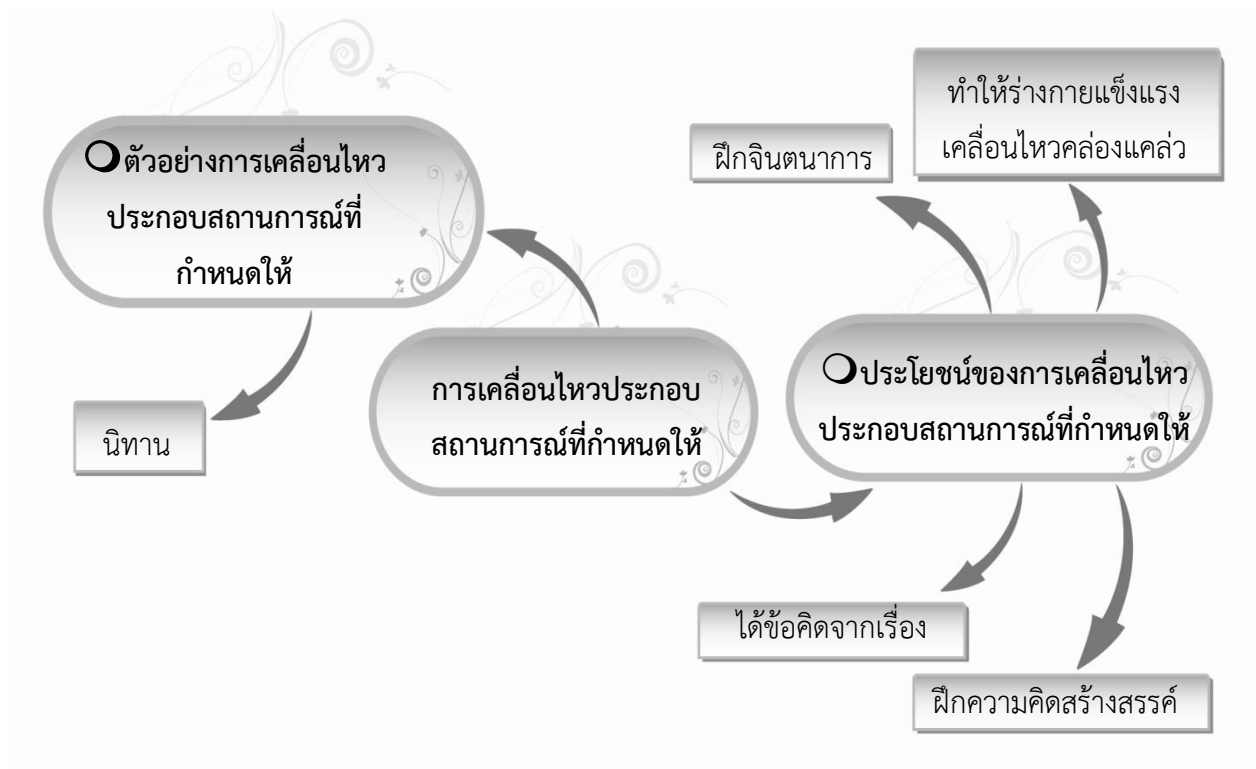 ❍ตัวอย่างการเคลื่อนไหว
ประกอบสถานการณ์ที่
กำหนดให้
นิทาน
การเคลื่อนไหวประกอบ
สถานการณ์ที่กำหนดให้
ฝึกจินตนาการ
ทำให้ร่างกายแข็งแรง
เคลื่อนไหวคล่องแคล่ว
❍ประโยชน์ของการเคลื่อนไหว
ประกอบสถานการณ์ที่กำหนดให้
ได้ข้อคิดจากเรื่อง
ฝึกความคิดสร้างสรรค์